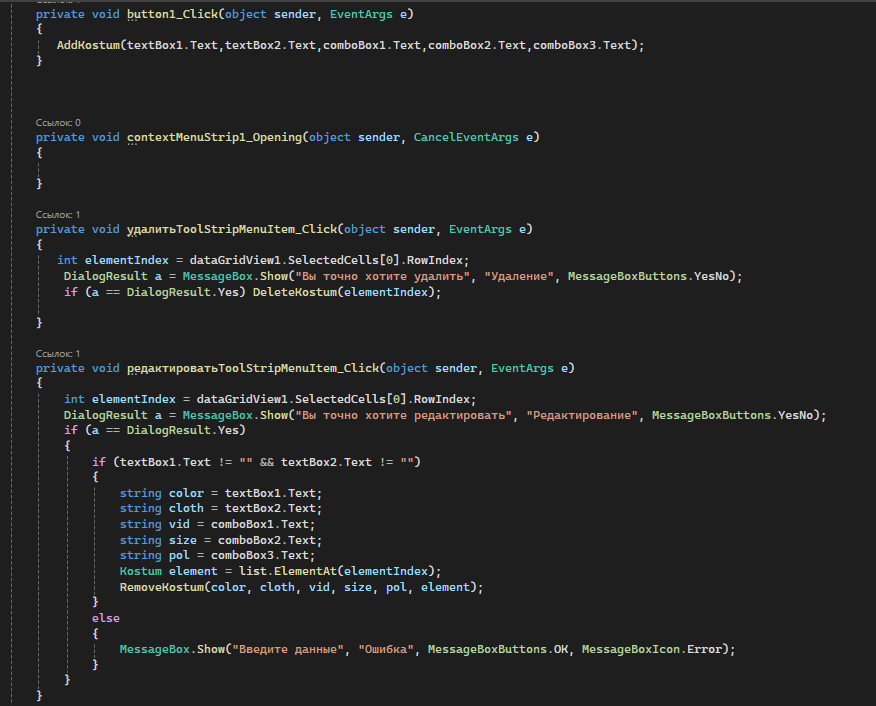 private void button1_Click(object sender, EventArgs e)
{
AddKostum(textBox1.Text,textBox2.Text,comboBox1.Text,comboBox2.Text,comboBox3.Text);
}
Ссылок: 0
private void contextMenuStrip1_Opening(object sender, CancelEventArgs e)
{
}
Ссылок: 1
private void удалитьToolStripMenuItem_Click(object sender, EventArgs e)
{
int elementIndex = dataGridView1.SelectedCells[0].RowIndex;
DialogResult a = MessageBox.Show("Вы точно хотите удалить", "Удаление", MessageBoxButtons.YesNo);
if (a == DialogResult.Yes) DeleteKostum(elementIndex);
}
Ссылок: 1
private void редактироватьToolStripMenuItem_Click(object sender, EventArgs e)
{
int elementIndex = dataGridView1.SelectedCells[0].RowIndex;
DialogResult a = MessageBox.Show("Вы точно хотите редактировать", "Редактирование", MessageBoxButtons.YesNo);
if (a == DialogResult.Yes)
{
if (textBox1.Text != "" && textBox2.Text != "")
{
string color = textBox1.Text;
string cloth = textBox2.Text;
string vid = comboBox1.Text;
string size = comboBox2.Text;
string pol = comboBox3.Text;
Kostum element = list.ElementAt(elementIndex);
RemoveKostum(color, cloth, vid, size, pol, element);
}
else
{
MessageBox.Show("Введите данные", "Ошибка", MessageBoxButtons.OK, MessageBoxIcon.Error);
}
}
}